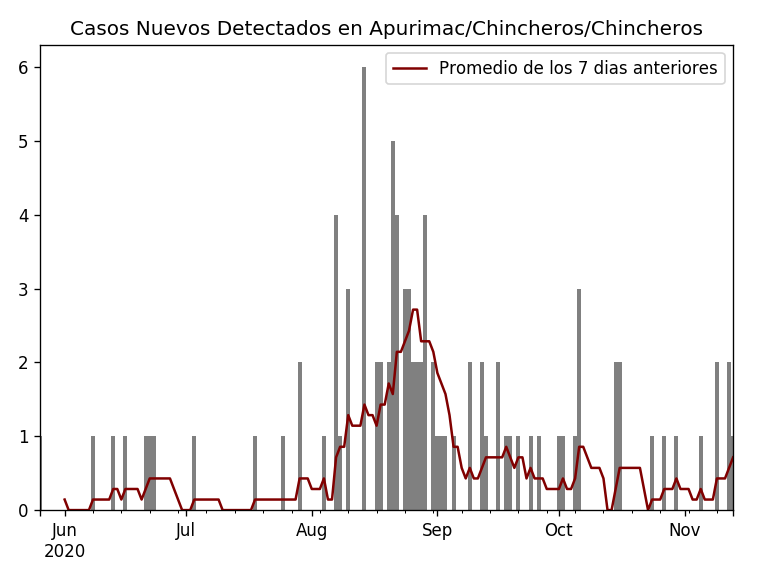 Casos Nuevos Detectados en Apurimac/Chincheros/Chincheros
Promedio de los 7 dias anteriores
6
5
4
3
2
1
0
Jun Jul Aug Sep Oct Nov
2020